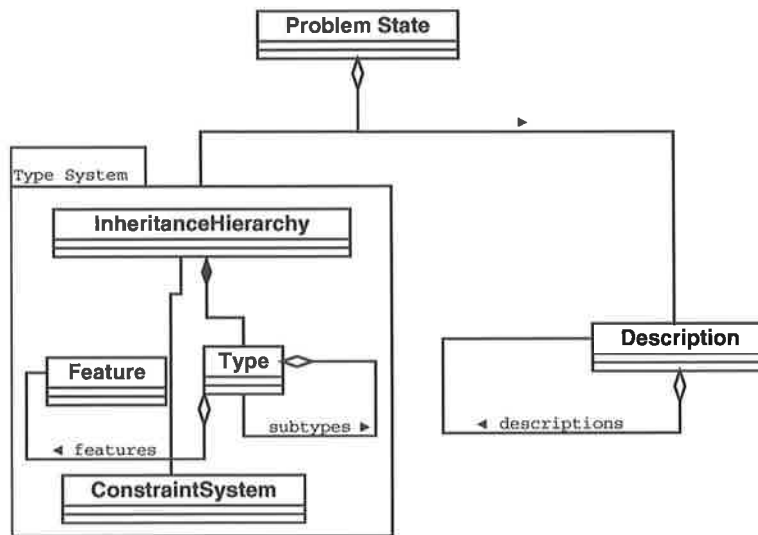 Problem State
Type System
InheritanceHierarchy
Feature
Type
Description
subtypes
descriptions
features
ConstraintSystem